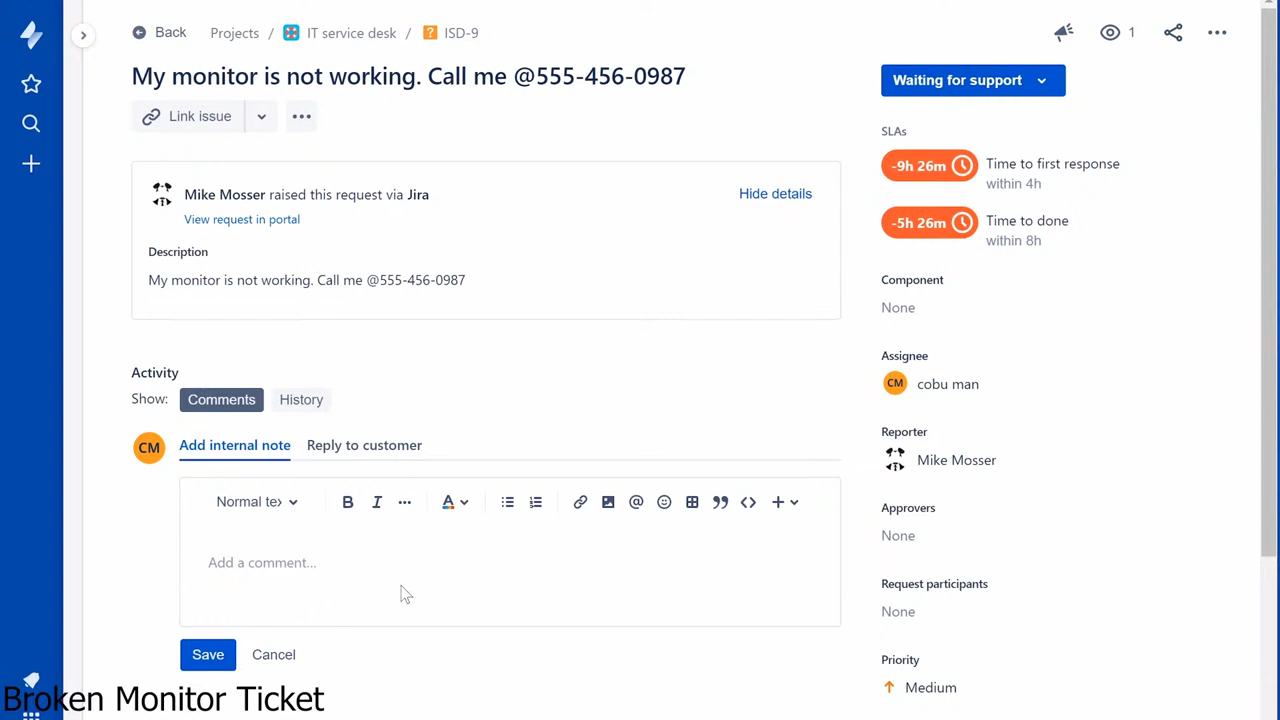 Back Projects / IT service desk / ISD-9 1
My monitor is not working. Call me @555-456-0987
Link issue
Mike Mosser raised this request via Jira Hide details
View request in portal
Description
My monitor is not working. Call me @555-456-0987
Activity
Show: Comments History
CM Add internal note Reply to customer
Normal te B I A @ + 
Add a comment...
Save Cancel
Waiting for support
SLAs
-9h 26m Time to first response
within 4h
-5h 26m Time to done
within 8h
Component
None
Assignee
CM cobu man
Reporter
Mike Mosser
Approvers
None
Request participants
None
Priority
Medium
Broken Monitor Ticket